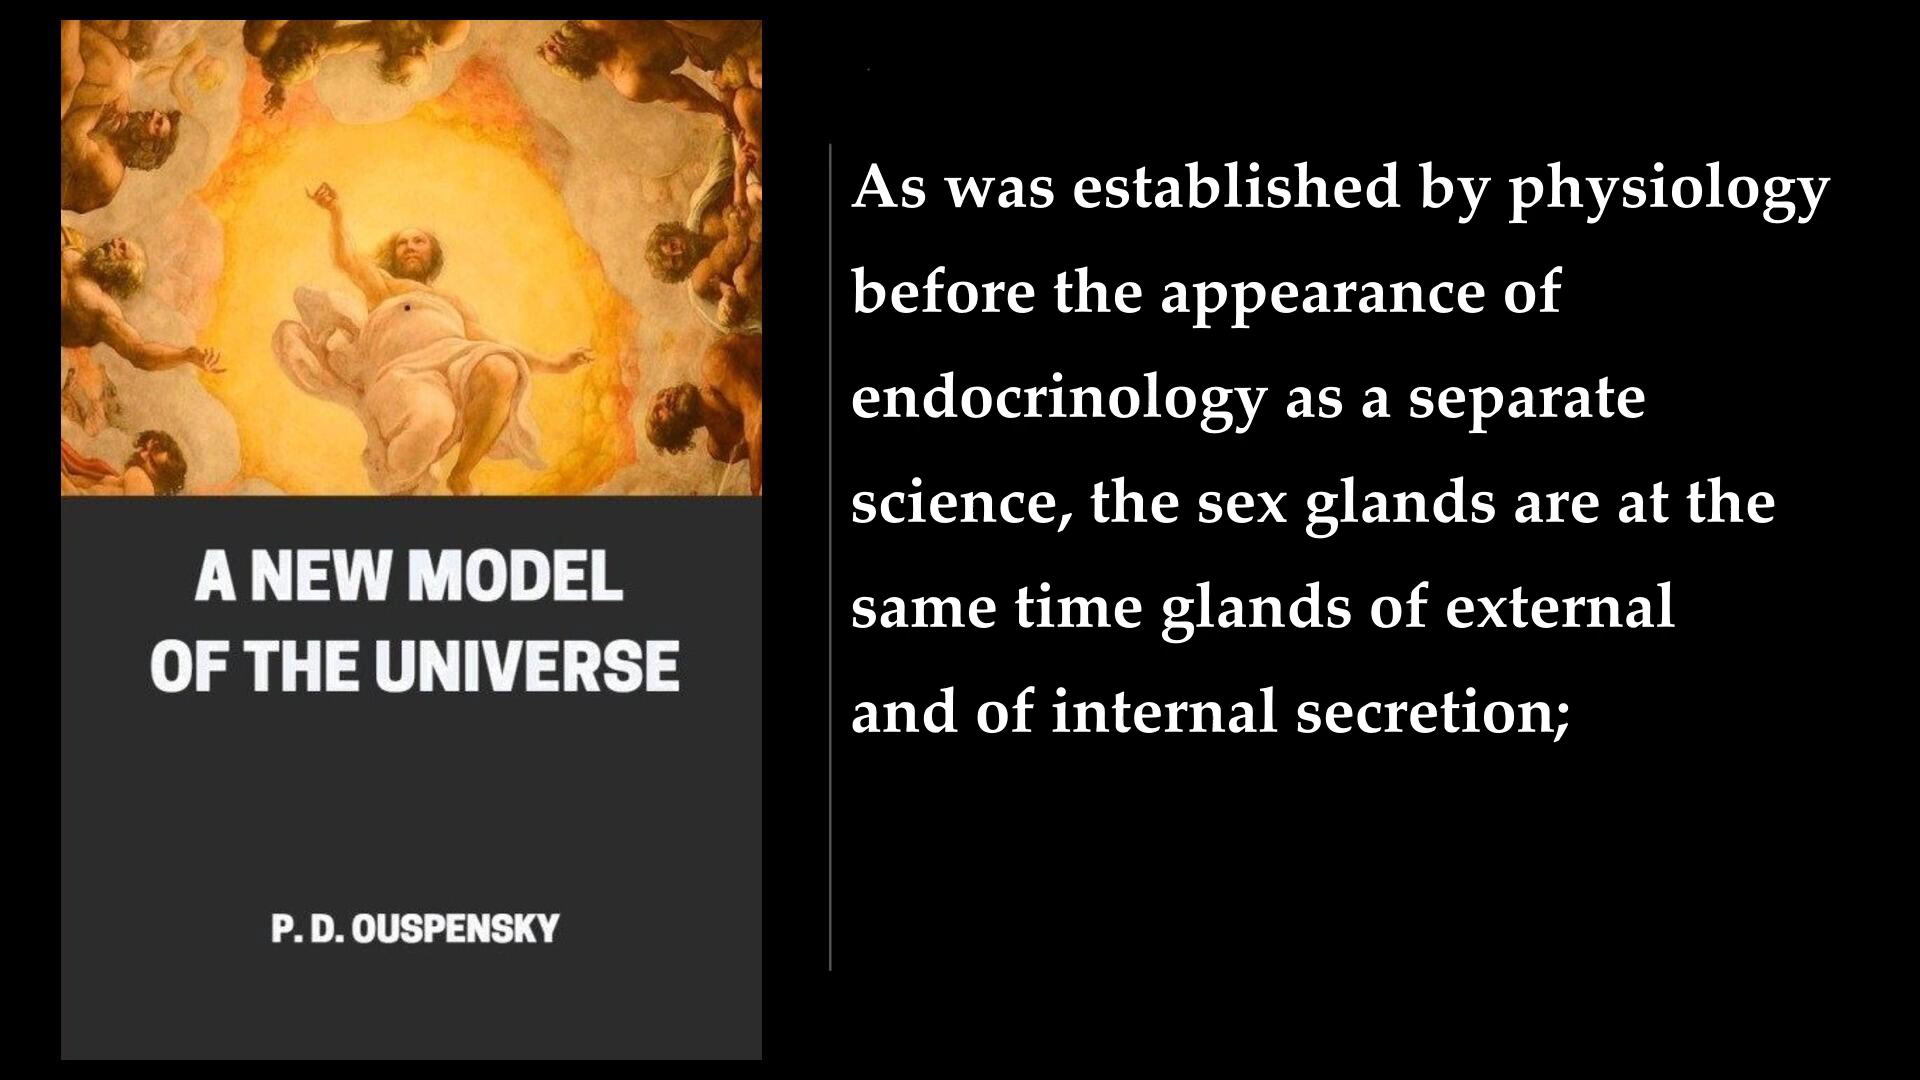 A NEW MODEL
OF THE UNIVERSE
P. D. OUSPENSKY
As was established by physiology
before the appearance of
endocrinology as a separate
science, the sex glands are at the
same time glands of external
and of internal secretion;